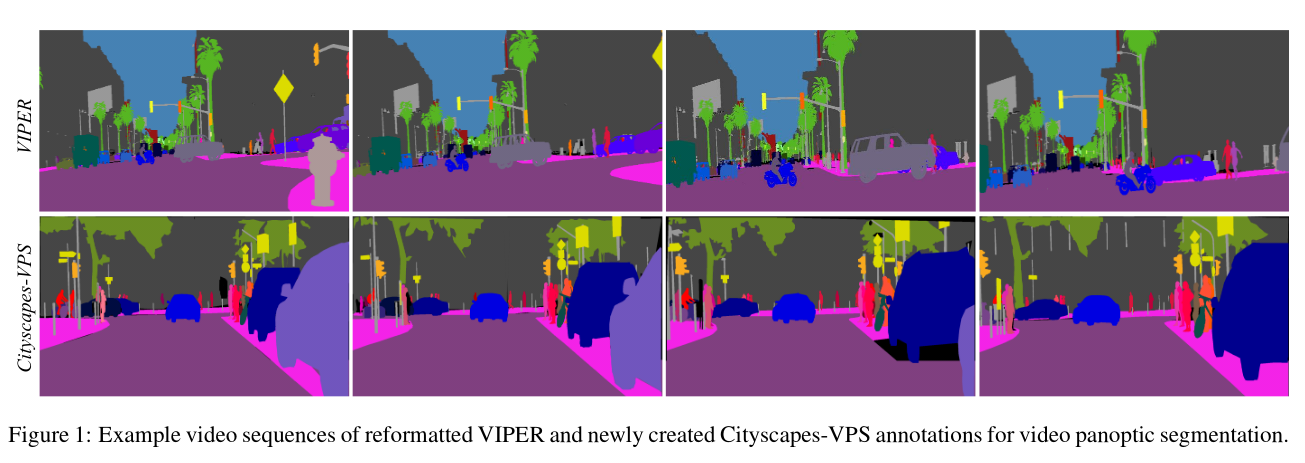 VIPER
Cityscapes-VPS
Figure 1: Example video sequences of reformatted VIPER and newly created Cityscapes-VPS annotations for video panoptic segmentation.